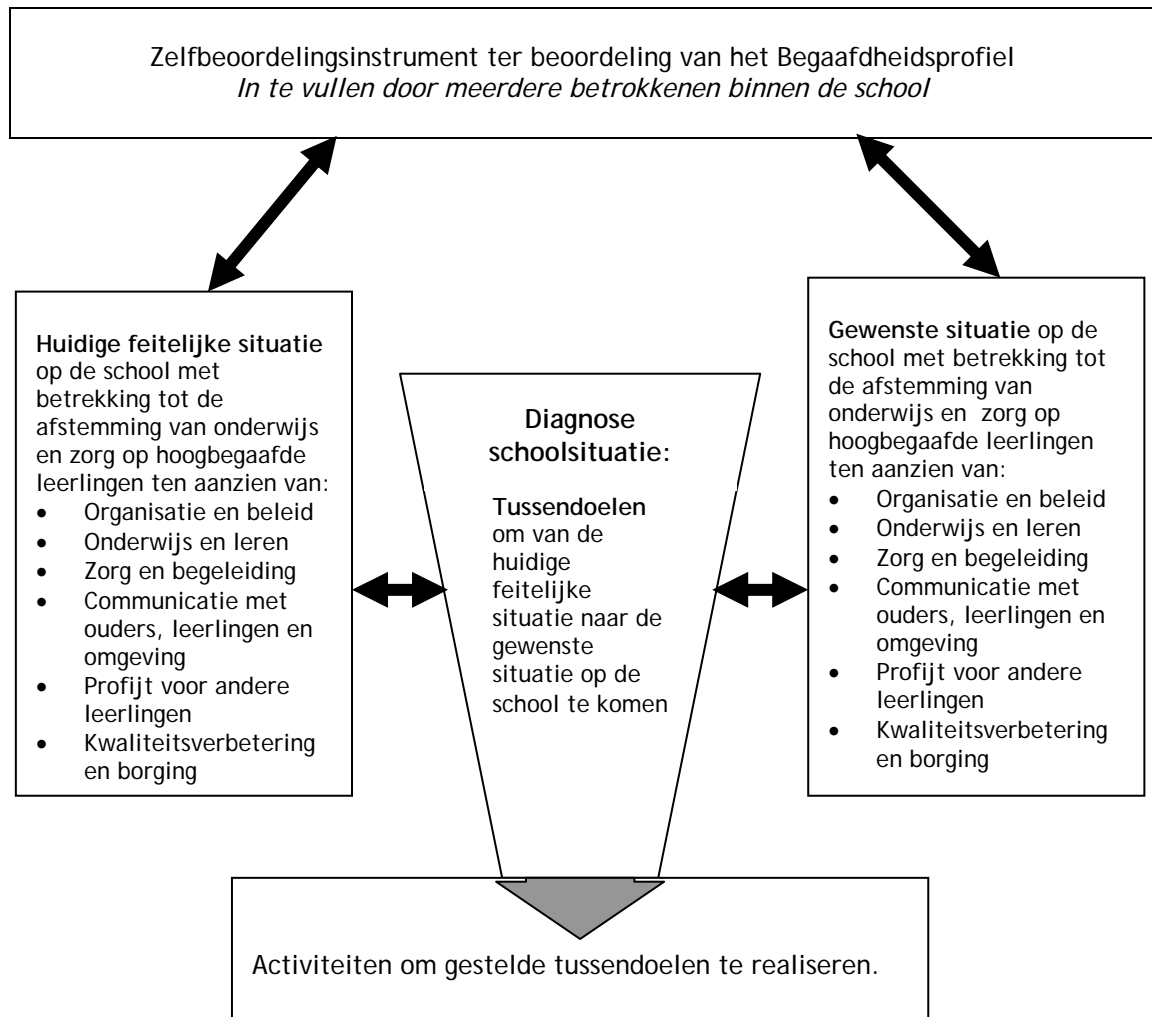 Zelfbeoordelingsinstrument ter beoordeling van het Begaafdheidsprofiel
In te vullen door meerdere betrokkenen binnen de school
Huidige feitelijke situatie
op de school met
betrekking tot de
afstemming van onderwijs
en zorg op hoogbegaafde
leerlingen ten aanzien van:
• Organisatie en beleid
• Onderwijs en leren
• Zorg en begeleiding
• Communicatie met
ouders, leerlingen en
omgeving
• Profijt voor andere
leerlingen
• Kwaliteitsverbetering
en borging
Diagnose
schoolsituatie:
Tussendoelen
om van de
huidige
feitelijke
situatie naar de
gewenste
situatie op de
school te komen
Gewenste situatie op de
school met betrekking tot
de afstemming van
onderwijs en zorg op
hoogbegaafde leerlingen
ten aanzien van:
• Organisatie en beleid
• Onderwijs en leren
• Zorg en begeleiding
• Communicatie met
ouders, leerlingen en
omgeving
• Profijt voor andere
leerlingen
• Kwaliteitsverbetering
en borging
Activiteiten om gestelde tussendoelen te realiseren.